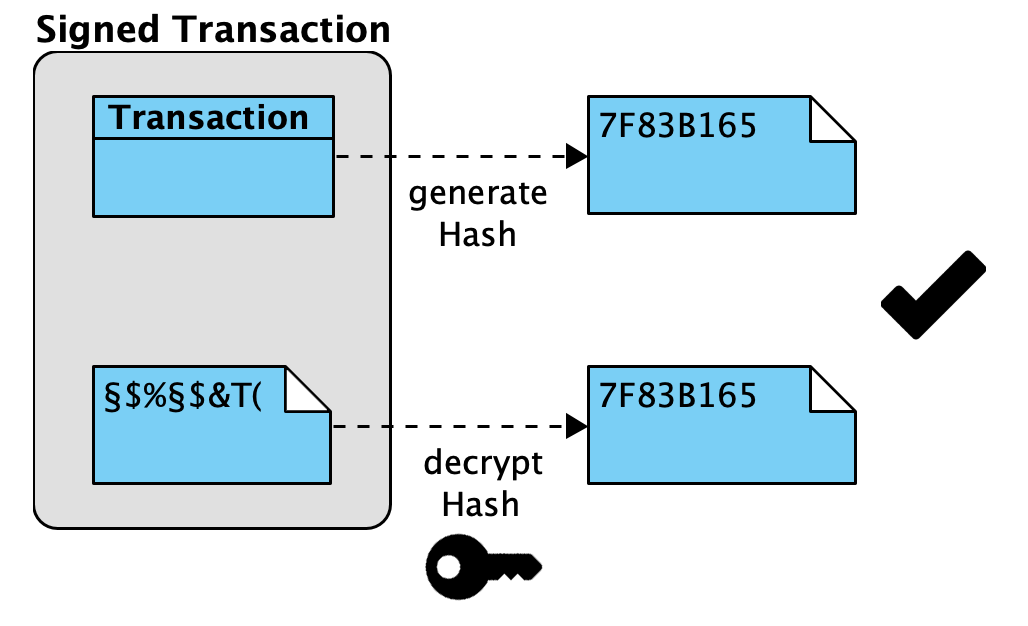 Signed Transaction
Transaction
7F83B165
generate
Hash
§$%§$&T(
7F83B165
decrypt
Hash